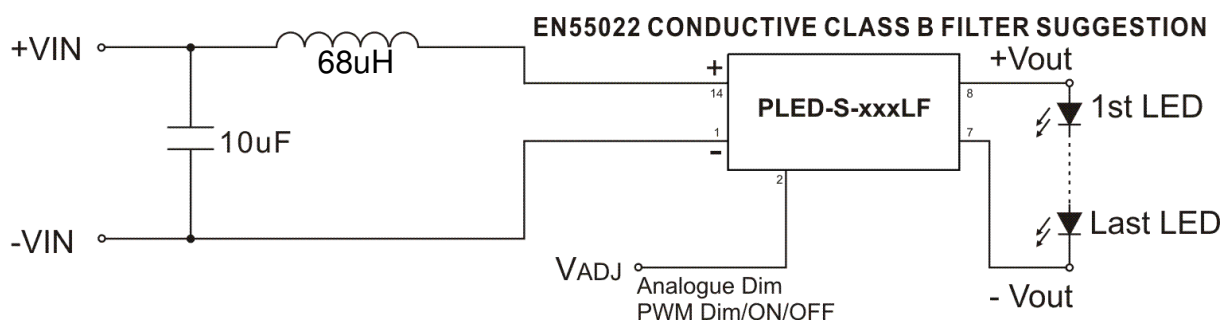 EN55022 CONDUCTIVE CLASS B FILTER SUGGESTION
+VIN
68uH
10uF
-VIN
+
14
1
-
PLED-S-xxxLF
2
8
7
+Vout
1st LED
Last LED
- Vout
VADJ
Analogue Dim
PWM Dim/ON/OFF